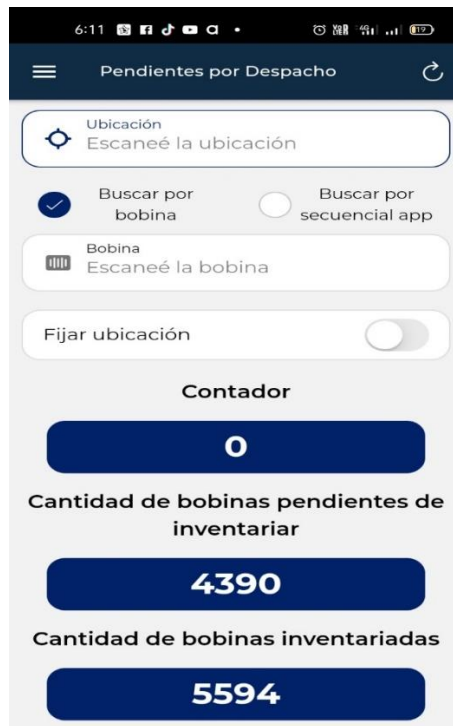 6:11
19
Pendientes por Despacho
Ubicación
Escaneé la ubicación
Buscar por
bobina
Buscar por
secuencial app
Bobina
Escaneé la bobina
Fijar ubicación
Contador
0
Cantidad de bobinas pendientes de
inventariar
4390
Cantidad de bobinas inventariadas
5594